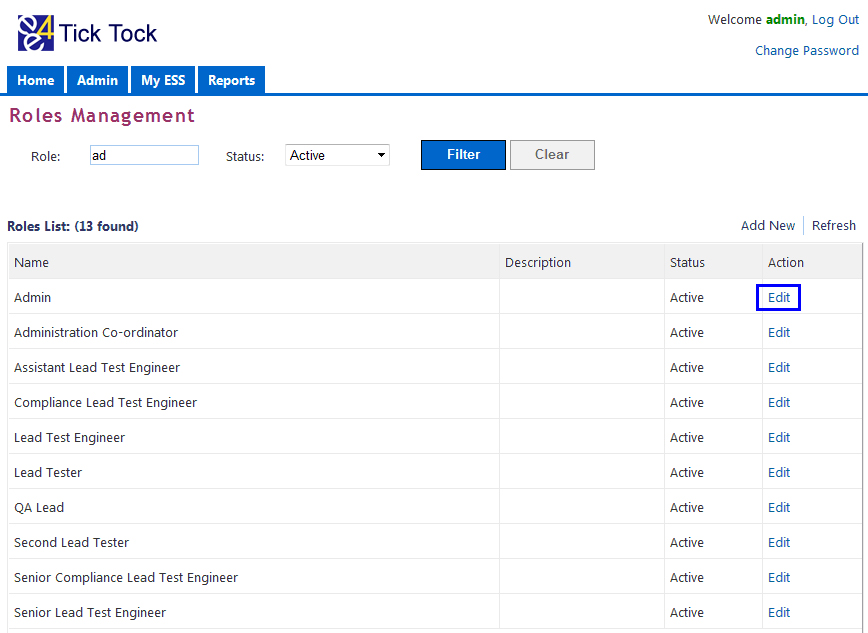 e4 Tick Tock
Welcome admin, Log Out
Change Password
Home Admin My ESS Reports
Roles Management
Role: ad Status: Active Filter Clear
Roles List: (13 found) Add New Refresh
Name Description Status Action
Admin Active Edit
Administration Co-ordinator Active Edit
Assistant Lead Test Engineer Active Edit
Compliance Lead Test Engineer Active Edit
Lead Test Engineer Active Edit
Lead Tester Active Edit
QA Lead Active Edit
Second Lead Tester Active Edit
Senior Compliance Lead Test Engineer Active Edit
Senior Lead Test Engineer Active Edit